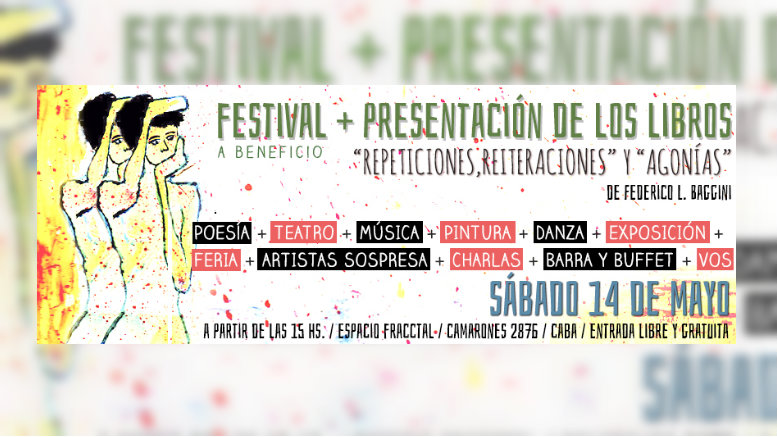 FESTIVAL + PRESENTACIÓN DE LOS LIBROS
A BENEFICIO
"REPETICIONES,REITERACIONES" Y "AGONÍAS"
DE FEDERICO L. BAGGINI
POESÍA + TEATRO + MÚSICA + PINTURA + DANZA + EXPOSICIÓN +
FERIA + ARTISTAS SOSPRESA + CHARLAS + BARRA Y BUFFET + VOS
SÁBADO 14 DE MAYO
A PARTIR DE LAS 15 HS. / ESPACIO FRACCTAL / CAMARONES 2876 / CABA / ENTRADA LIBRE Y GRATUITA